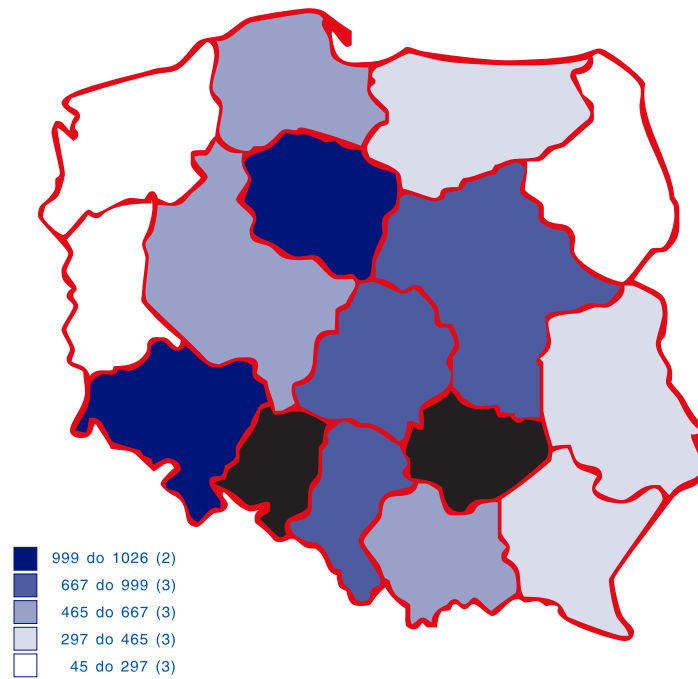 999 do 1026 (2)
667 do 999 (3)
465 do 667 (3)
297 do 465 (3)
45 do 297 (3)